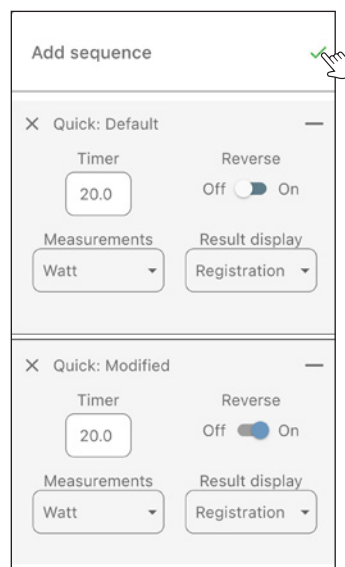 Add sequence
Quick: Default
Timer Reverse
20.0 Off On
Measurements Result display
Watt Registration
Quick: Modified
Timer Reverse
20.0 Off On
Measurements Result display
Watt Registration